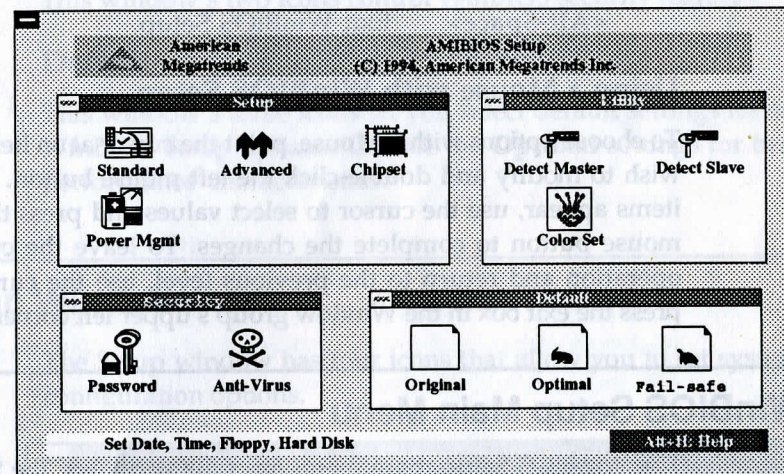 American Megatrends
AMIBIOS Setup
(C) 1994, American Megatrends Inc.
Setup
Utility
Standard
Advanced
Chipset
Detect Master
Detect Slave
Power Mgmt
Color Set
Security
Default
Password
Anti-Virus
Original
Optimal
Fail-safe
Set Date, Time, Floppy, Hard Disk
Alt+H: Help